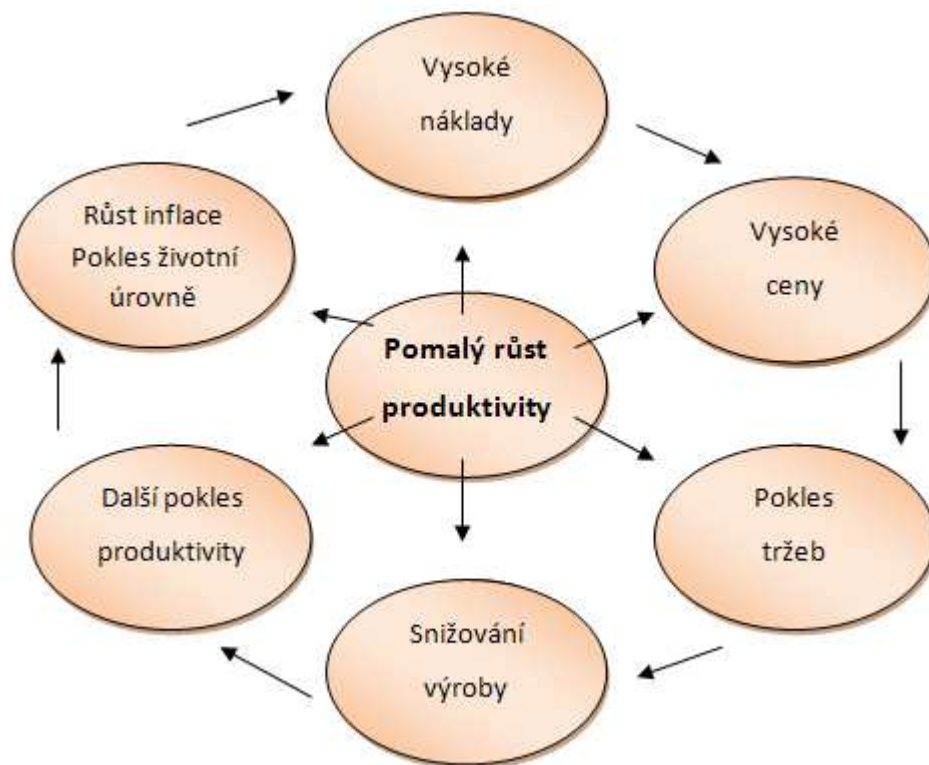 Vysoké
náklady
Vysoké
ceny
Pokles
tržeb
Snižování
výroby
Další pokles
produktivity
Růst inflace
Pokles životní
úrovně
Pomalý růst
produktivity